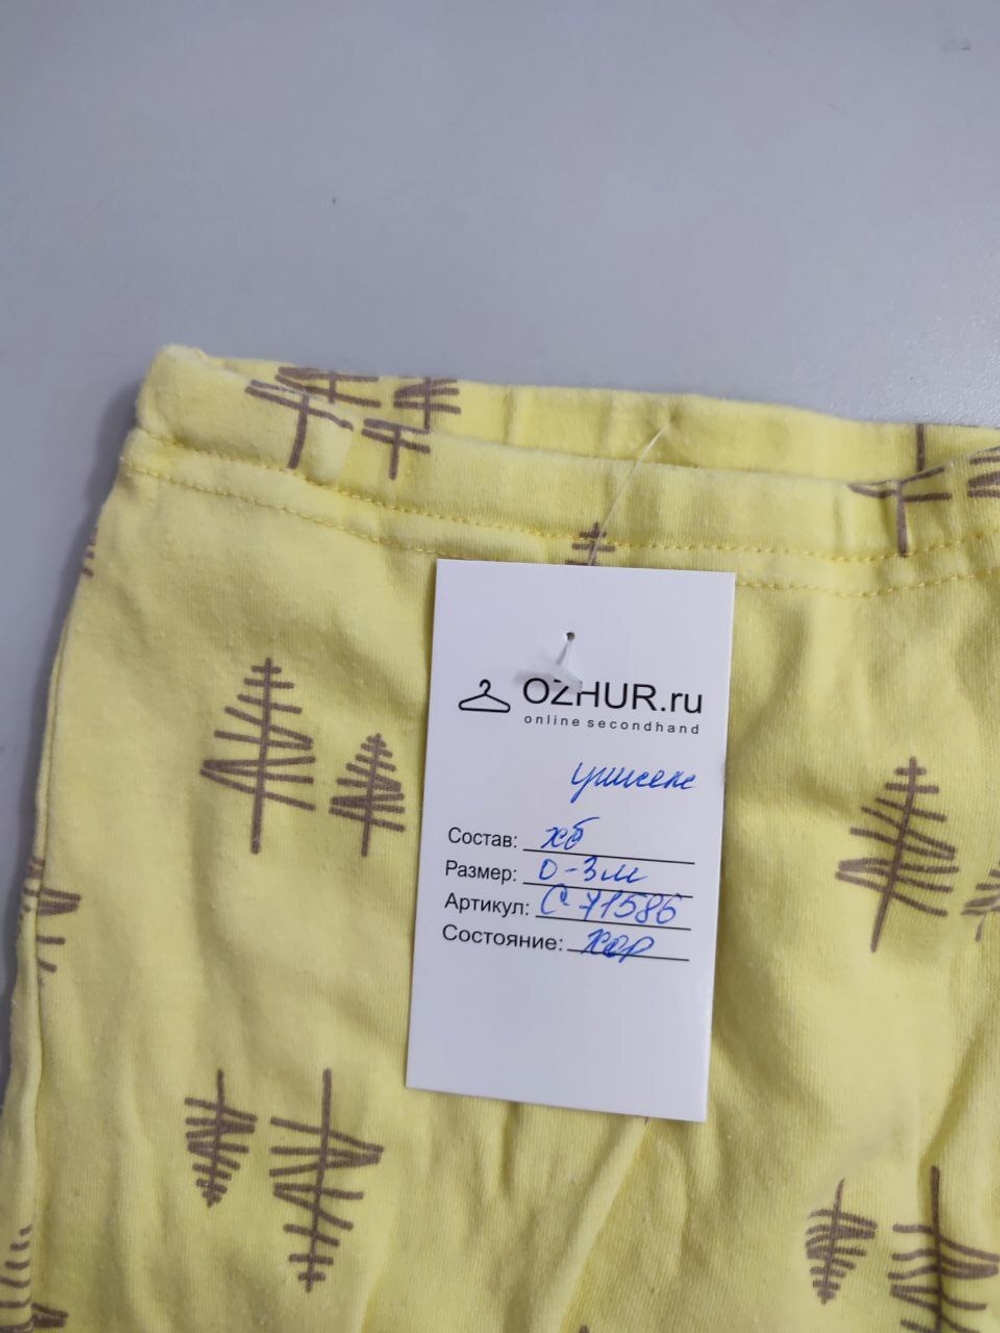 OZHUR.ru
online secondhand
унисекс
Состав: хб
Размер: 0-3м
Артикул: С 71586
Состояние: хор